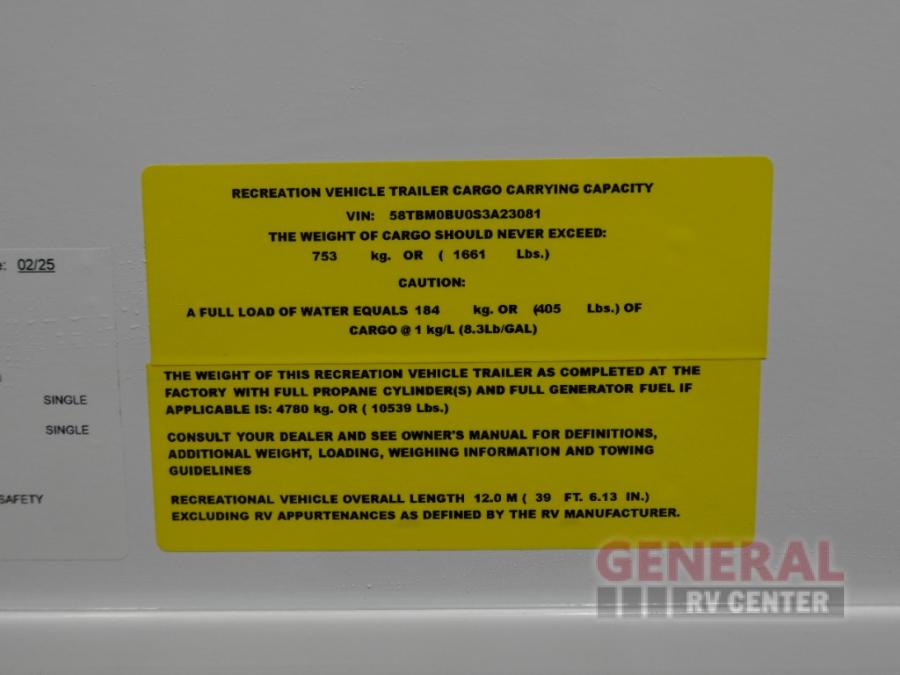 RECREATION VEHICLE TRAILER CARGO CARRYING CAPACITY
VIN: 58TBM0BU0S3A23081
THE WEIGHT OF CARGO SHOULD NEVER EXCEED:
753 kg. OR ( 1661 Lbs.)
CAUTION:
A FULL LOAD OF WATER EQUALS 184 kg. OR (405 Lbs.) OF
CARGO @ 1 kg/L (8.3Lb/GAL)
THE WEIGHT OF THIS RECREATION VEHICLE TRAILER AS COMPLETED AT THE
FACTORY WITH FULL PROPANE CYLINDER(S) AND FULL GENERATOR FUEL IF
APPLICABLE IS: 4780 kg. OR ( 10539 Lbs.)
CONSULT YOUR DEALER AND SEE OWNER'S MANUAL FOR DEFINITIONS,
ADDITIONAL WEIGHT, LOADING, WEIGHING INFORMATION AND TOWING
GUIDELINES
RECREATIONAL VEHICLE OVERALL LENGTH 12.0 M ( 39 FT. 6.13 IN.)
EXCLUDING RV APPURTENANCES AS DEFINED BY THE RV MANUFACTURER.
02/25
SINGLE
SINGLE
SAFETY
GENERAL
RV CENTER